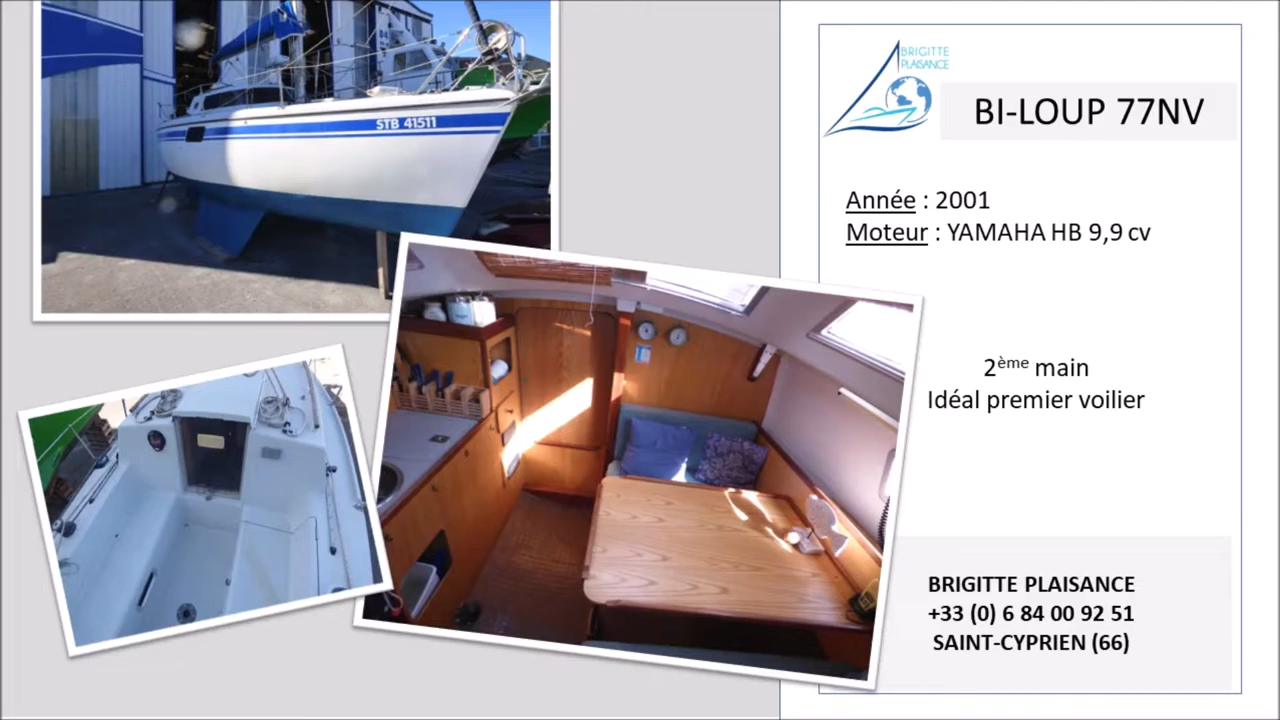 STB 41511
BRIGITTE
PLAISANCE
BI-LOUP 77NV
Année : 2001
Moteur : YAMAHA HB 9,9 cv
2ème main
Idéal premier voilier
BRIGITTE PLAISANCE
+33 (0) 6 84 00 92 51
SAINT-CYPRIEN (66)